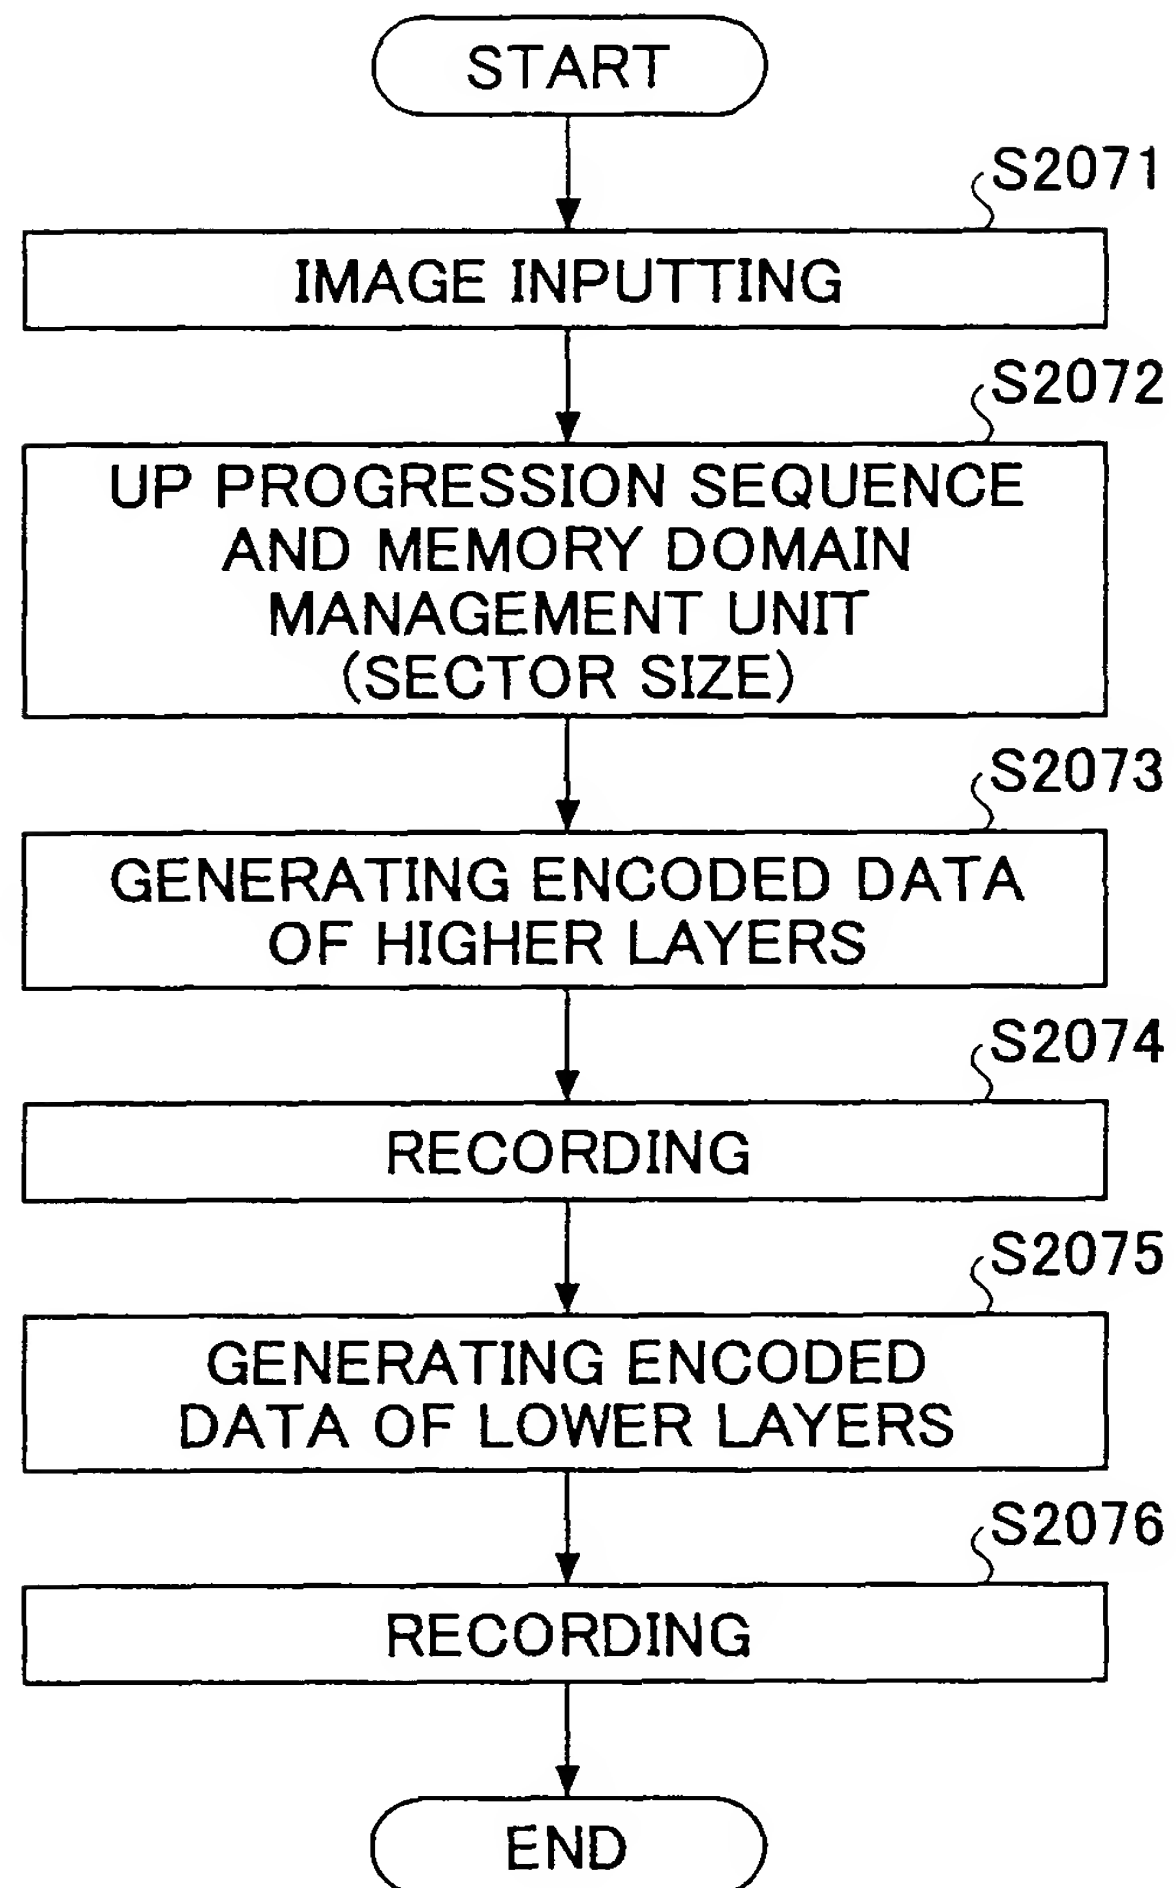 START
S2071
IMAGE INPUTTING
S2072
UP PROGRESSION SEQUENCE
AND MEMORY DOMAIN
MANAGEMENT UNIT
(SECTOR SIZE)
S2073
GENERATING ENCODED DATA
OF HIGHER LAYERS
S2074
RECORDING
S2075
GENERATING ENCODED
DATA OF LOWER LAYERS
S2076
RECORDING
END